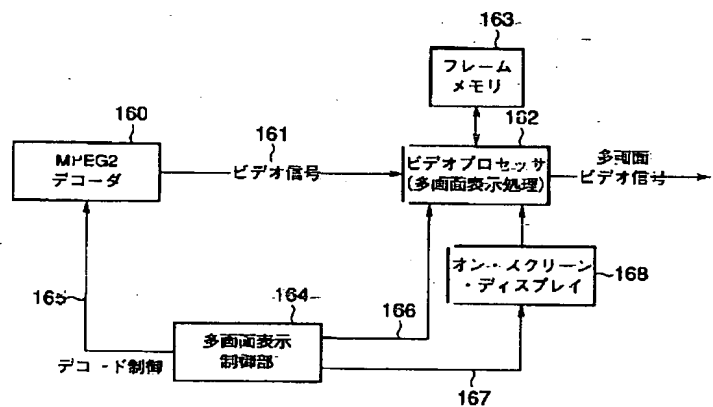 163
フレーム
メモリ
160
161
162
MPEG2
デコーダ
ビデオ信号
ビデオプロセッサ
(多画面表示処理)
多画面
ビデオ信号
オン・スクリーン
・ディスプレイ
168
165
164
166
多画面表示
制御部
デコード制御
167